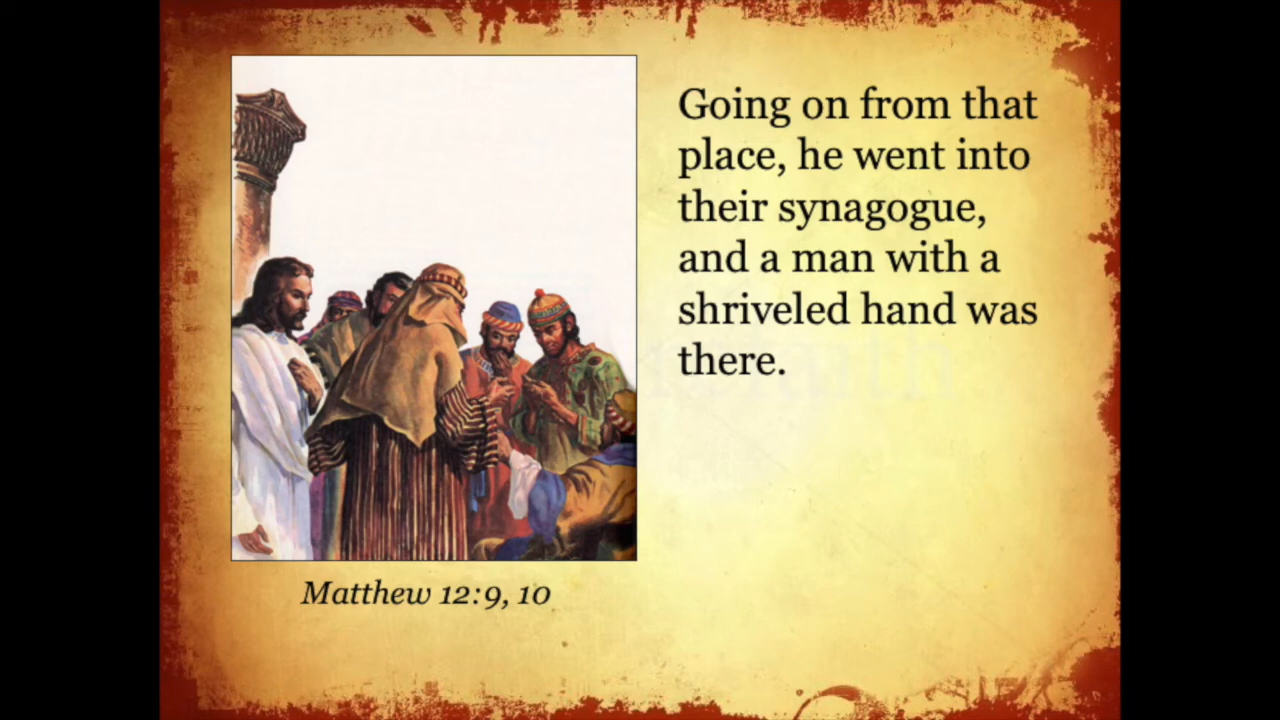 Going on from that
place, he went into
their synagogue,
and a man with a
shriveled hand was
there.
Matthew 12:9, 10